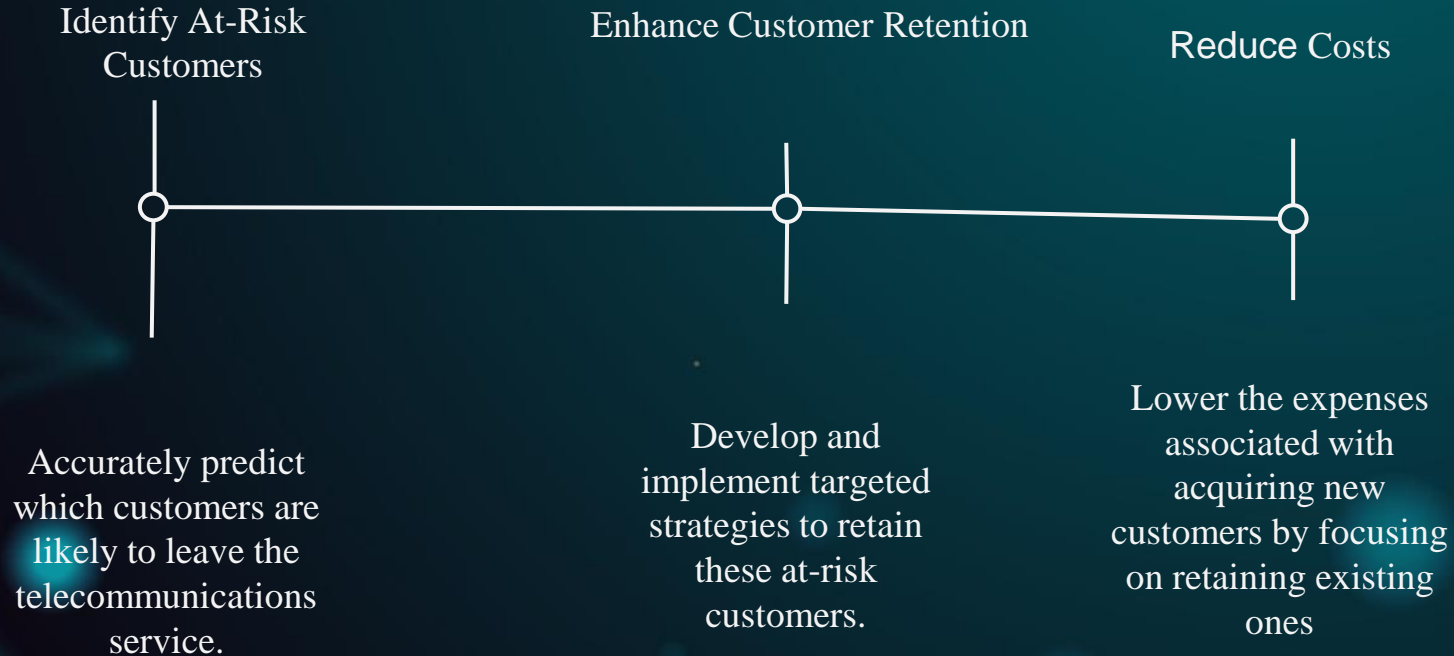 Identify At-Risk
Customers
Enhance Customer Retention
Reduce Costs
Accurately predict
which customers are
likely to leave the
telecommunications
service.
Develop and
implement targeted
strategies to retain
these at-risk
customers.
Lower the expenses
associated with
acquiring new
customers by focusing
on retaining existing
ones